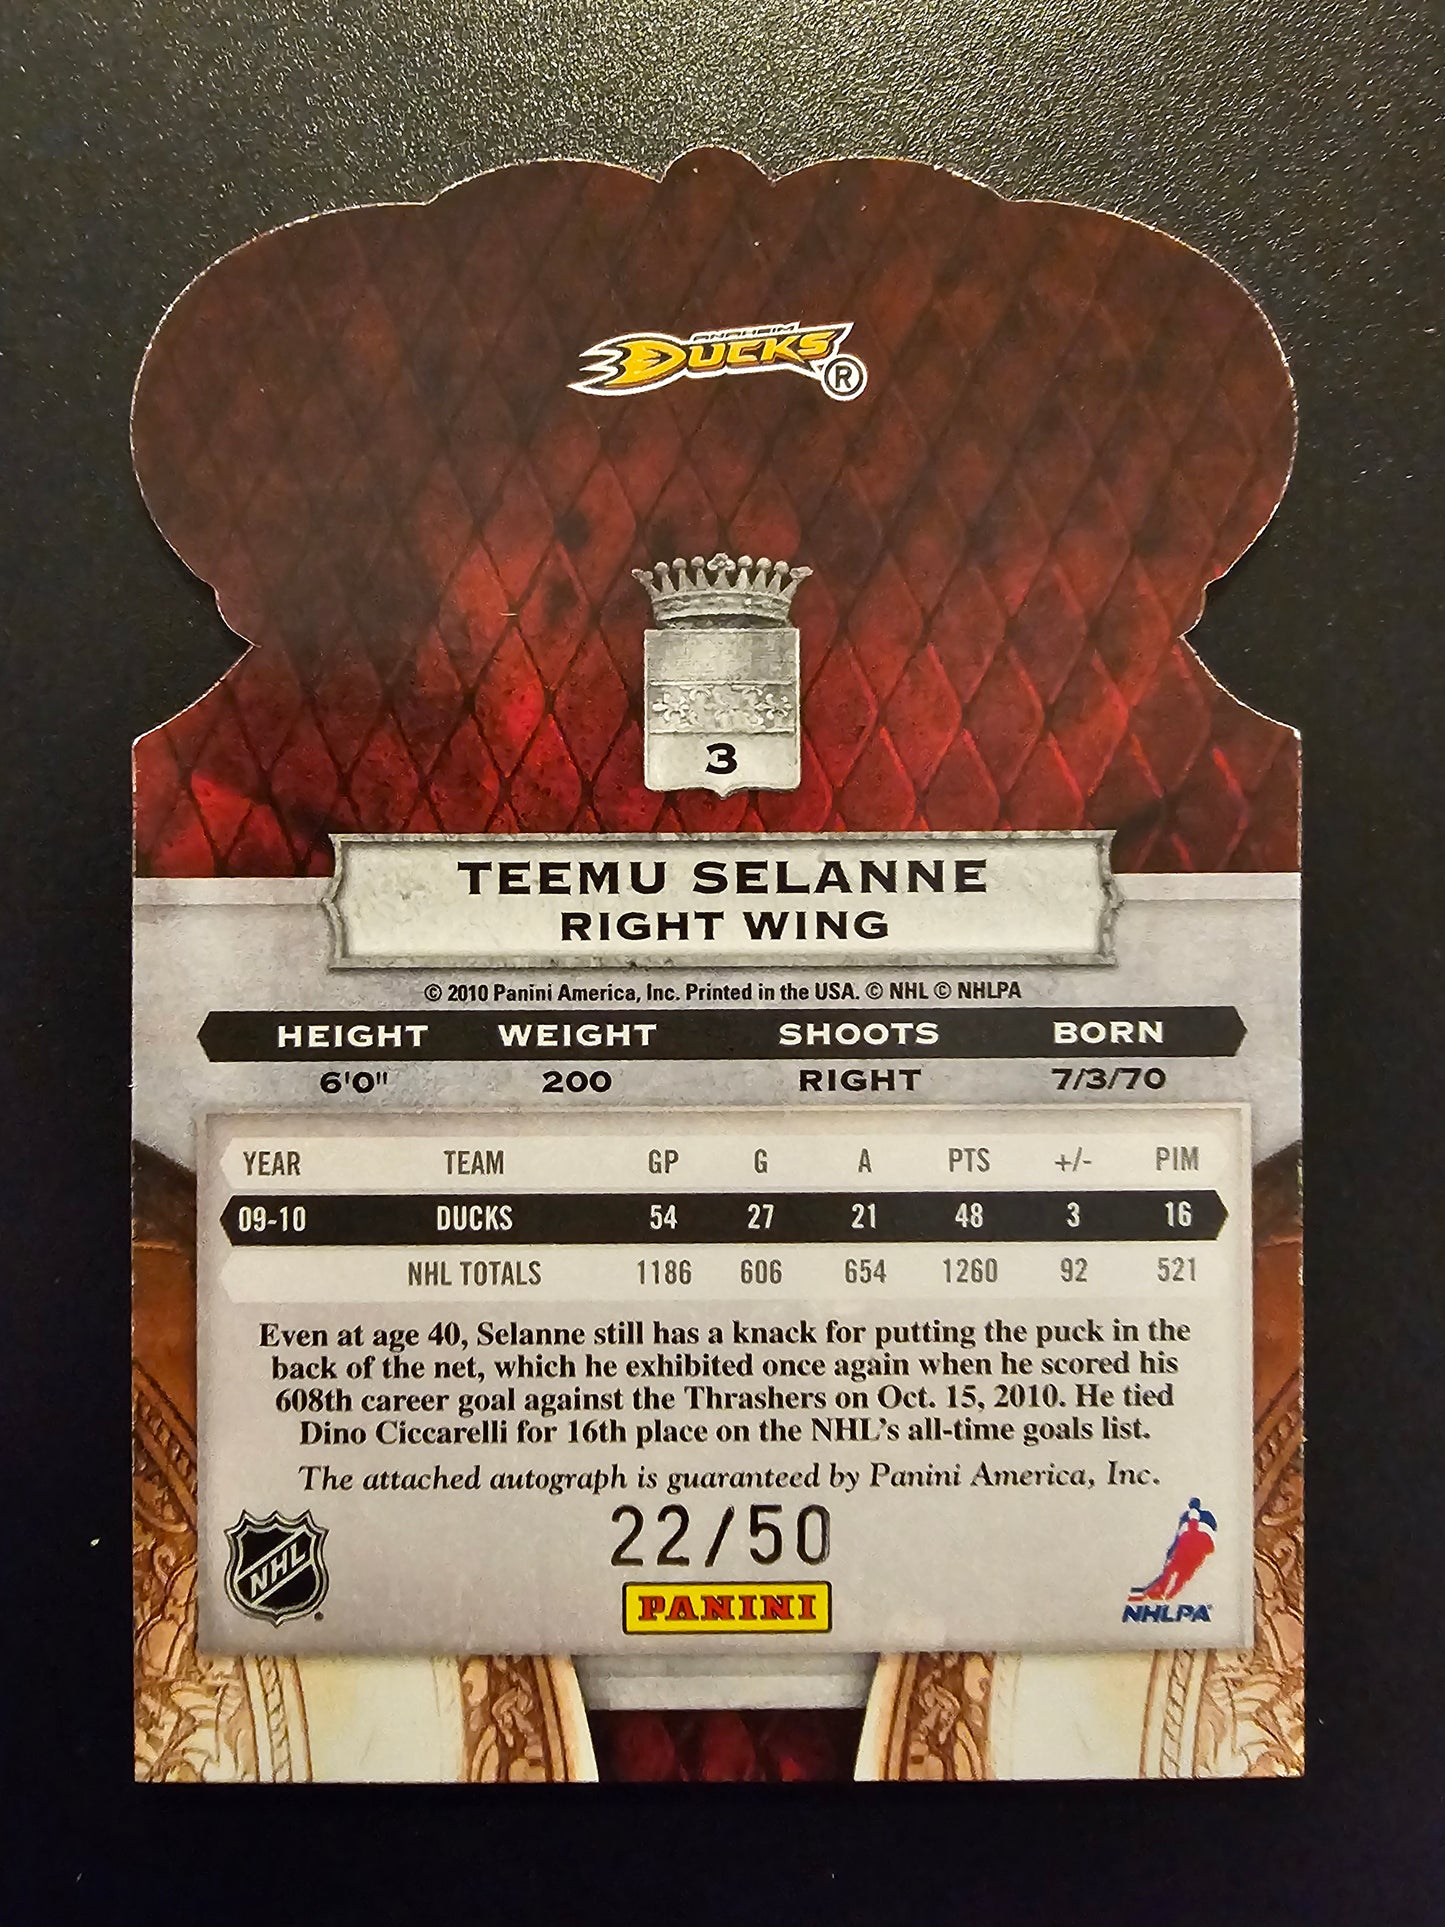 ANAHEIM
DUCKS®
3
TEEMU SELANNE
RIGHT WING
© 2010 Panini America, Inc. Printed in the USA. © NHL © NHLPA
HEIGHT WEIGHT SHOOTS BORN
6'0" 200 RIGHT 7/3/70
YEAR TEAM GP G A PTS +/- PIM
09-10 DUCKS 54 27 21 48 3 16
NHL TOTALS 1186 606 654 1260 92 521
Even at age 40, Selanne still has a knack for putting the puck in the
back of the net, which he exhibited once again when he scored his
608th career goal against the Thrashers on Oct. 15, 2010. He tied
Dino Ciccarelli for 16th place on the NHL's all-time goals list.
The attached autograph is guaranteed by Panini America, Inc.
22/50
NHL
PANINI
NHLPA